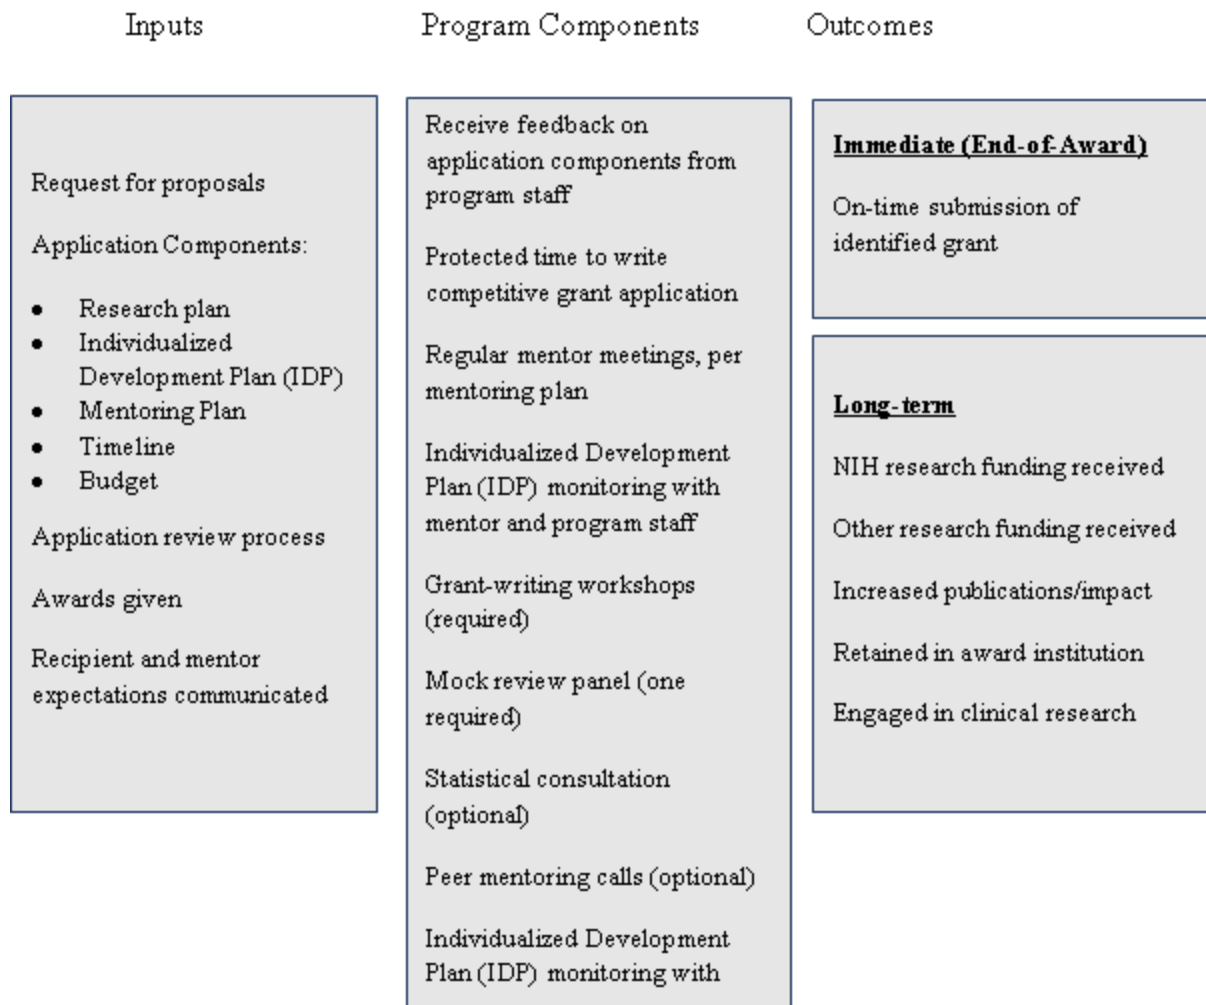 Inputs
Program Components
Outcomes
Request for proposals
Application Components:
● Research plan
● Individualized
Development Plan (IDP)
● Mentoring Plan
● Timeline
● Budget
Application review process
Awards given
Recipient and mentor
expectations communicated
Receive feedback on
application components from
program staff
Protected time to write
competitive grant application
Regular mentor meetings, per
mentoring plan
Individualized Development
Plan (IDP) monitoring with
mentor and program staff
Grant-writing workshops
(required)
Mock review panel (one
required)
Statistical consultation
(optional)
Peer mentoring calls (optional)
Individualized Development
Plan (IDP) monitoring with
Immediate (End-of-Award)
On-time submission of
identified grant
Long-term
NIH research funding received
Other research funding received
Increased publications/impact
Retained in award institution
Engaged in clinical research